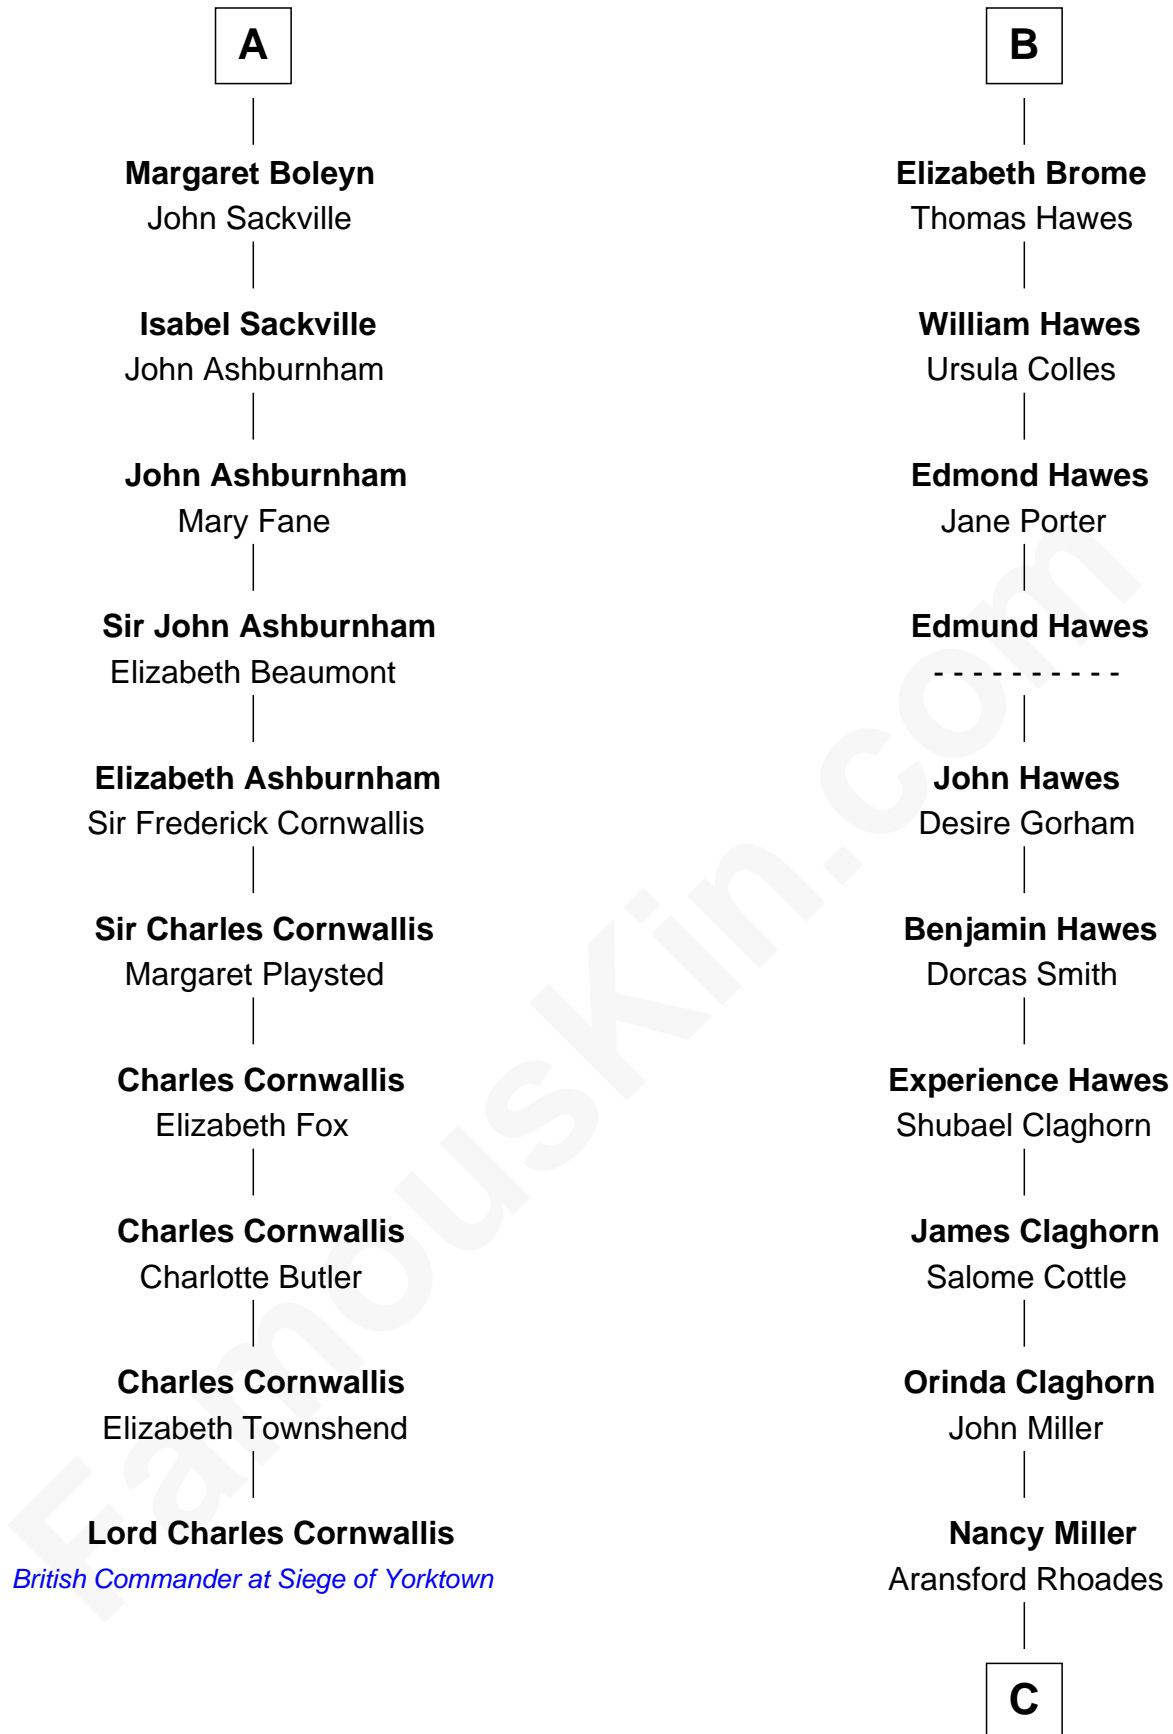 A
Margaret Boleyn
John Sackville
Isabel Sackville
John Ashburnham
John Ashburnham
Mary Fane
Sir John Ashburnham
Elizabeth Beaumont
Elizabeth Ashburnham
Sir Frederick Cornwallis
Sir Charles Cornwallis
Margaret Playsted
Charles Cornwallis
Elizabeth Fox
Charles Cornwallis
Charlotte Butler
Charles Cornwallis
Elizabeth Townshend
Lord Charles Cornwallis
British Commander at Siege of Yorktown
B
Elizabeth Brome
Thomas Hawes
William Hawes
Ursula Colles
Edmond Hawes
Jane Porter
Edmund Hawes
- - - - - - - - - -
John Hawes
Desire Gorham
Benjamin Hawes
Dorcas Smith
Experience Hawes
Shubael Claghorn
James Claghorn
Salome Cottle
Orinda Claghorn
John Miller
Nancy Miller
Aransford Rhoades
C
FamousKin.com